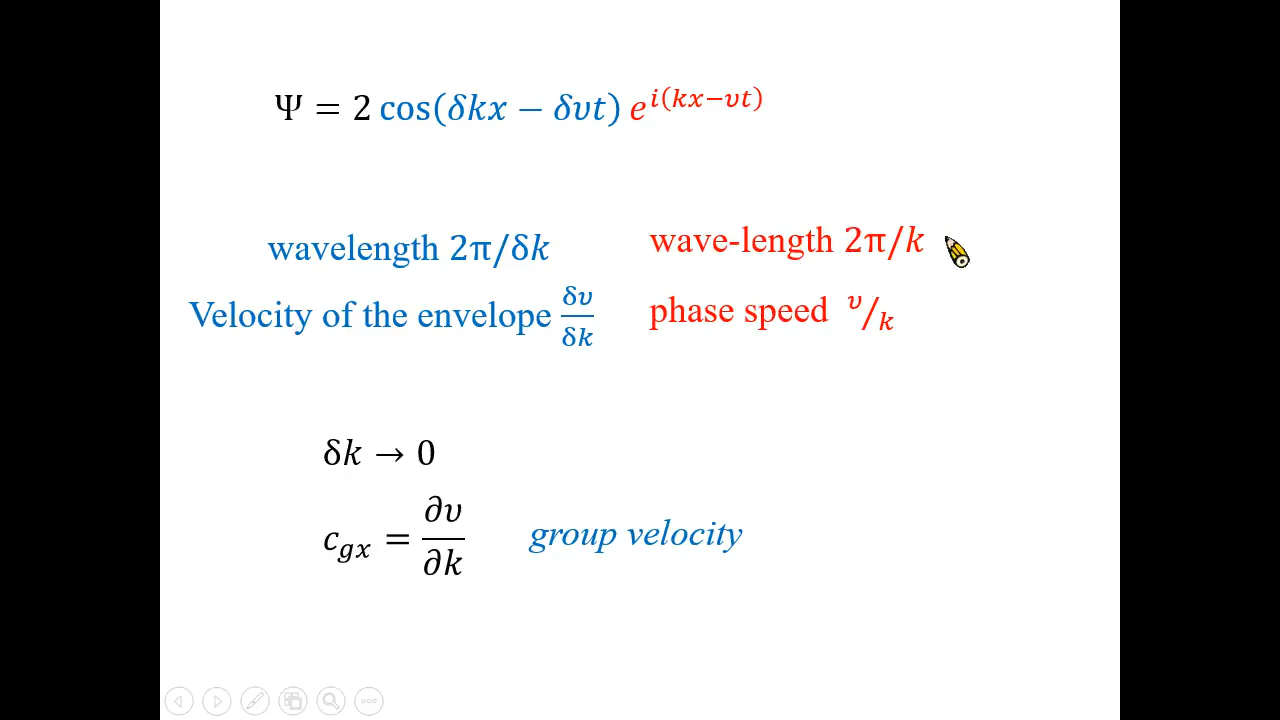 Ψ = 2 cos(δkx − δυt) e^{i(kx−υt)}
wavelength 2π/δk
wave-length 2π/k
Velocity of the envelope δυ/δk
phase speed υ/k
δk → 0
c_{gx} = ∂υ/∂k
group velocity